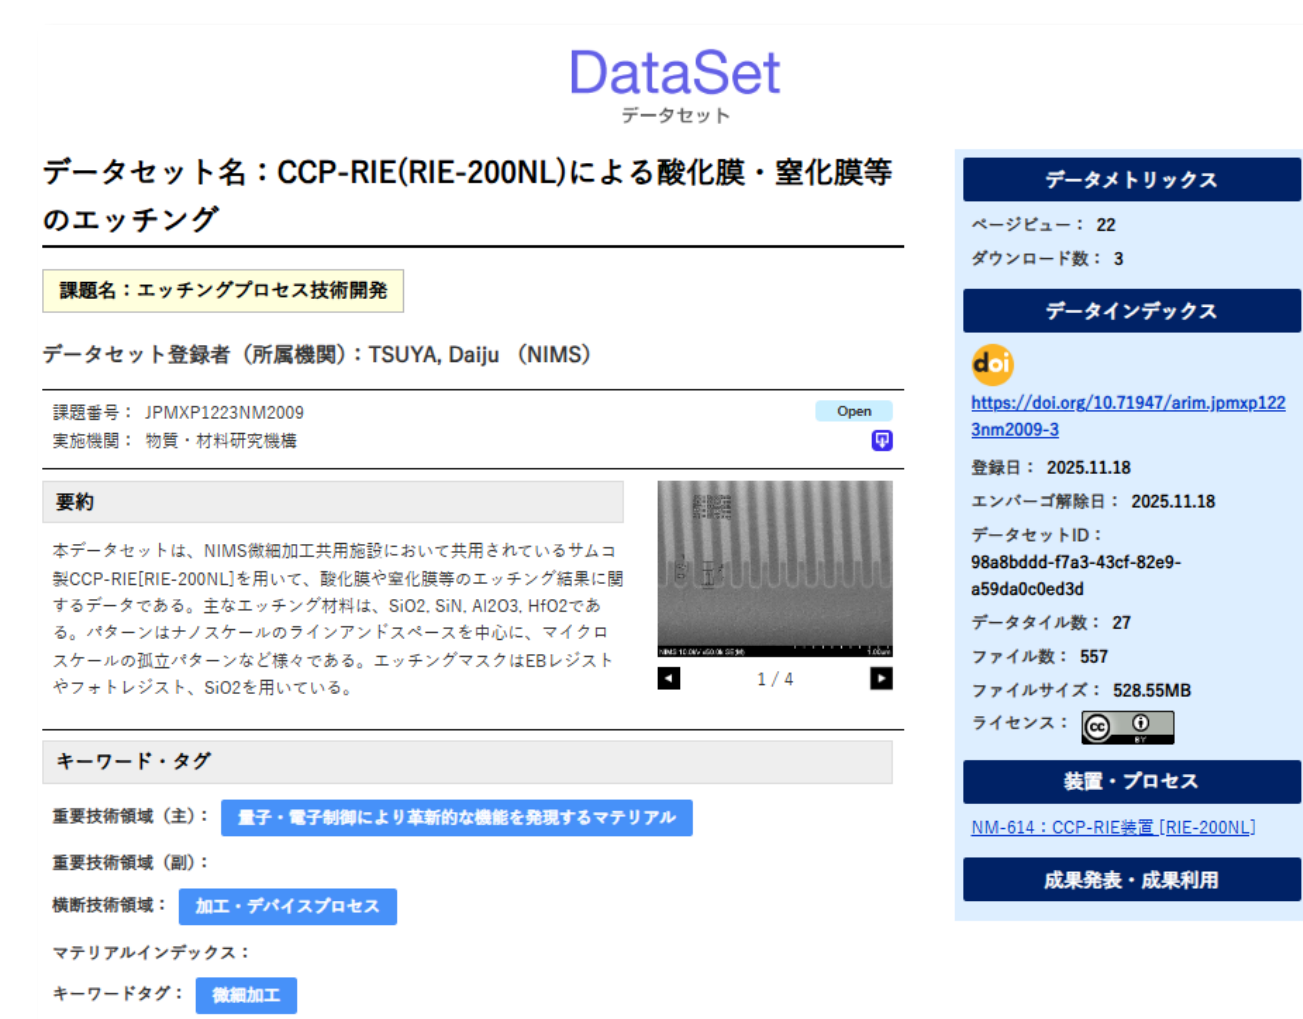 DataSet
データセット
データセット名：CCP-RIE(RIE-200NL)による酸化膜・窒化膜等
のエッチング
課題名：エッチングプロセス技術開発
データセット登録者（所属機関）：TSUYA, Daiju （NIMS）
課題番号： JPMXP1223NM2009
Open
実施機関： 物質・材料研究機構
要約
本データセットは、NIMS微細加工共用施設において共用されているサムコ
製CCP-RIE[RIE-200NL]を用いて、酸化膜や窒化膜等のエッチング結果に関
するデータである。主なエッチング材料は、SiO2, SiN, Al2O3, HfO2であ
る。パターンはナノスケールのラインアンドスペースを中心に、マイクロ
スケールの孤立パターンなど様々である。エッチングマスクはEBレジスト
やフォトレジスト、SiO2を用いている。
1.00um
1 / 4
キーワード・タグ
重要技術領域（主）： 量子・電子制御により革新的な機能を発現するマテリアル
重要技術領域（副）：
横断技術領域： 加工・デバイスプロセス
マテリアルインデックス：
キーワードタグ： 微細加工
データメトリックス
ページビュー： 22
ダウンロード数： 3
データインデックス
doi
https://doi.org/10.71947/arim.jpmxp122
3nm2009-3
登録日： 2025.11.18
エンバーゴ解除日： 2025.11.18
データセットID：
98a8bddd-f7a3-43cf-82e9-
a59da0c0ed3d
データタイル数： 27
ファイル数： 557
ファイルサイズ： 528.55MB
ライセンス： cc BY
装置・プロセス
NM-614：CCP-RIE装置 [RIE-200NL]
成果発表・成果利用